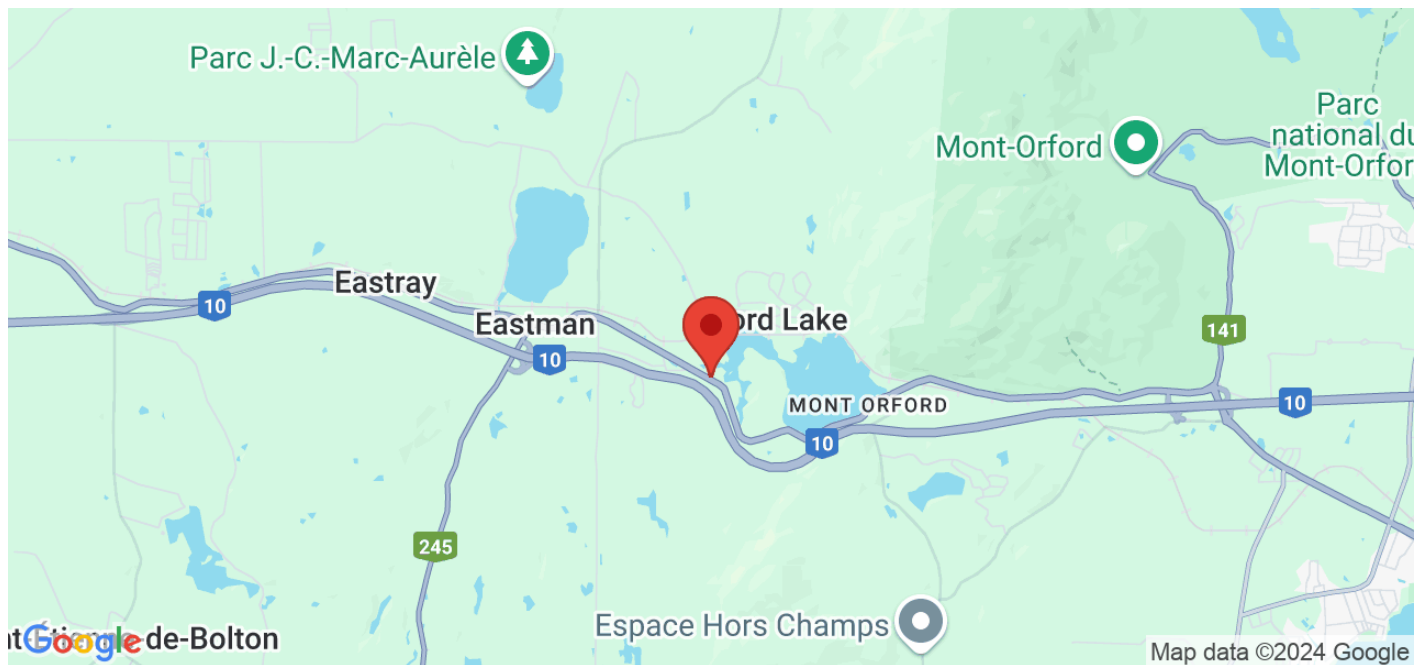 Parc J.-C.-Marc-Aurèle
Parc
national du
Mont-Orfor
Mont-Orford
Eastray
10
Eastman
ord Lake
141
10
MONT ORFORD
10
10
245
Espace Hors Champs
de-Bolton
Google
Map data ©2024 Google